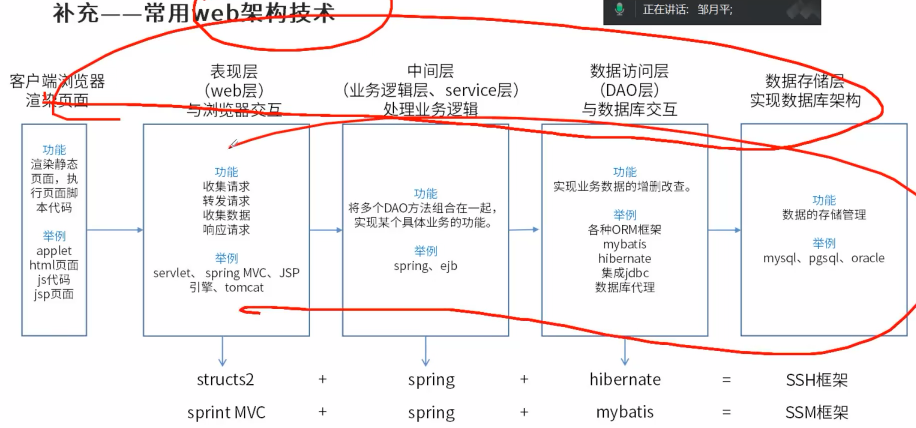 补充——常用web架构技术
正在讲话: 邹月平;
客户端浏览器
渲染页面
表现层
（web层）
与浏览器交互
中间层
（业务逻辑层、service层）
处理业务逻辑
数据访问层
（DAO层）
与数据库交互
数据存储层
实现数据库架构
功能
渲染静态
页面，执
行页面脚
本代码
举例
applet
html页面
js代码
jsp页面
功能
收集请求
转发请求
收集数据
响应请求
举例
servlet、 spring MVC、JSP
引擎、tomcat
功能
将多个DAO方法组合在一起，
实现某个具体业务的功能。
举例
spring、ejb
功能
实现业务数据的增删改查。
举例
各种ORM框架
mybatis
hibernate
集成jdbc
数据库代理
功能
数据的存储管理
举例
mysql、pgsql、oracle
structs2 + spring + hibernate = SSH框架
sprint MVC + spring + mybatis = SSM框架